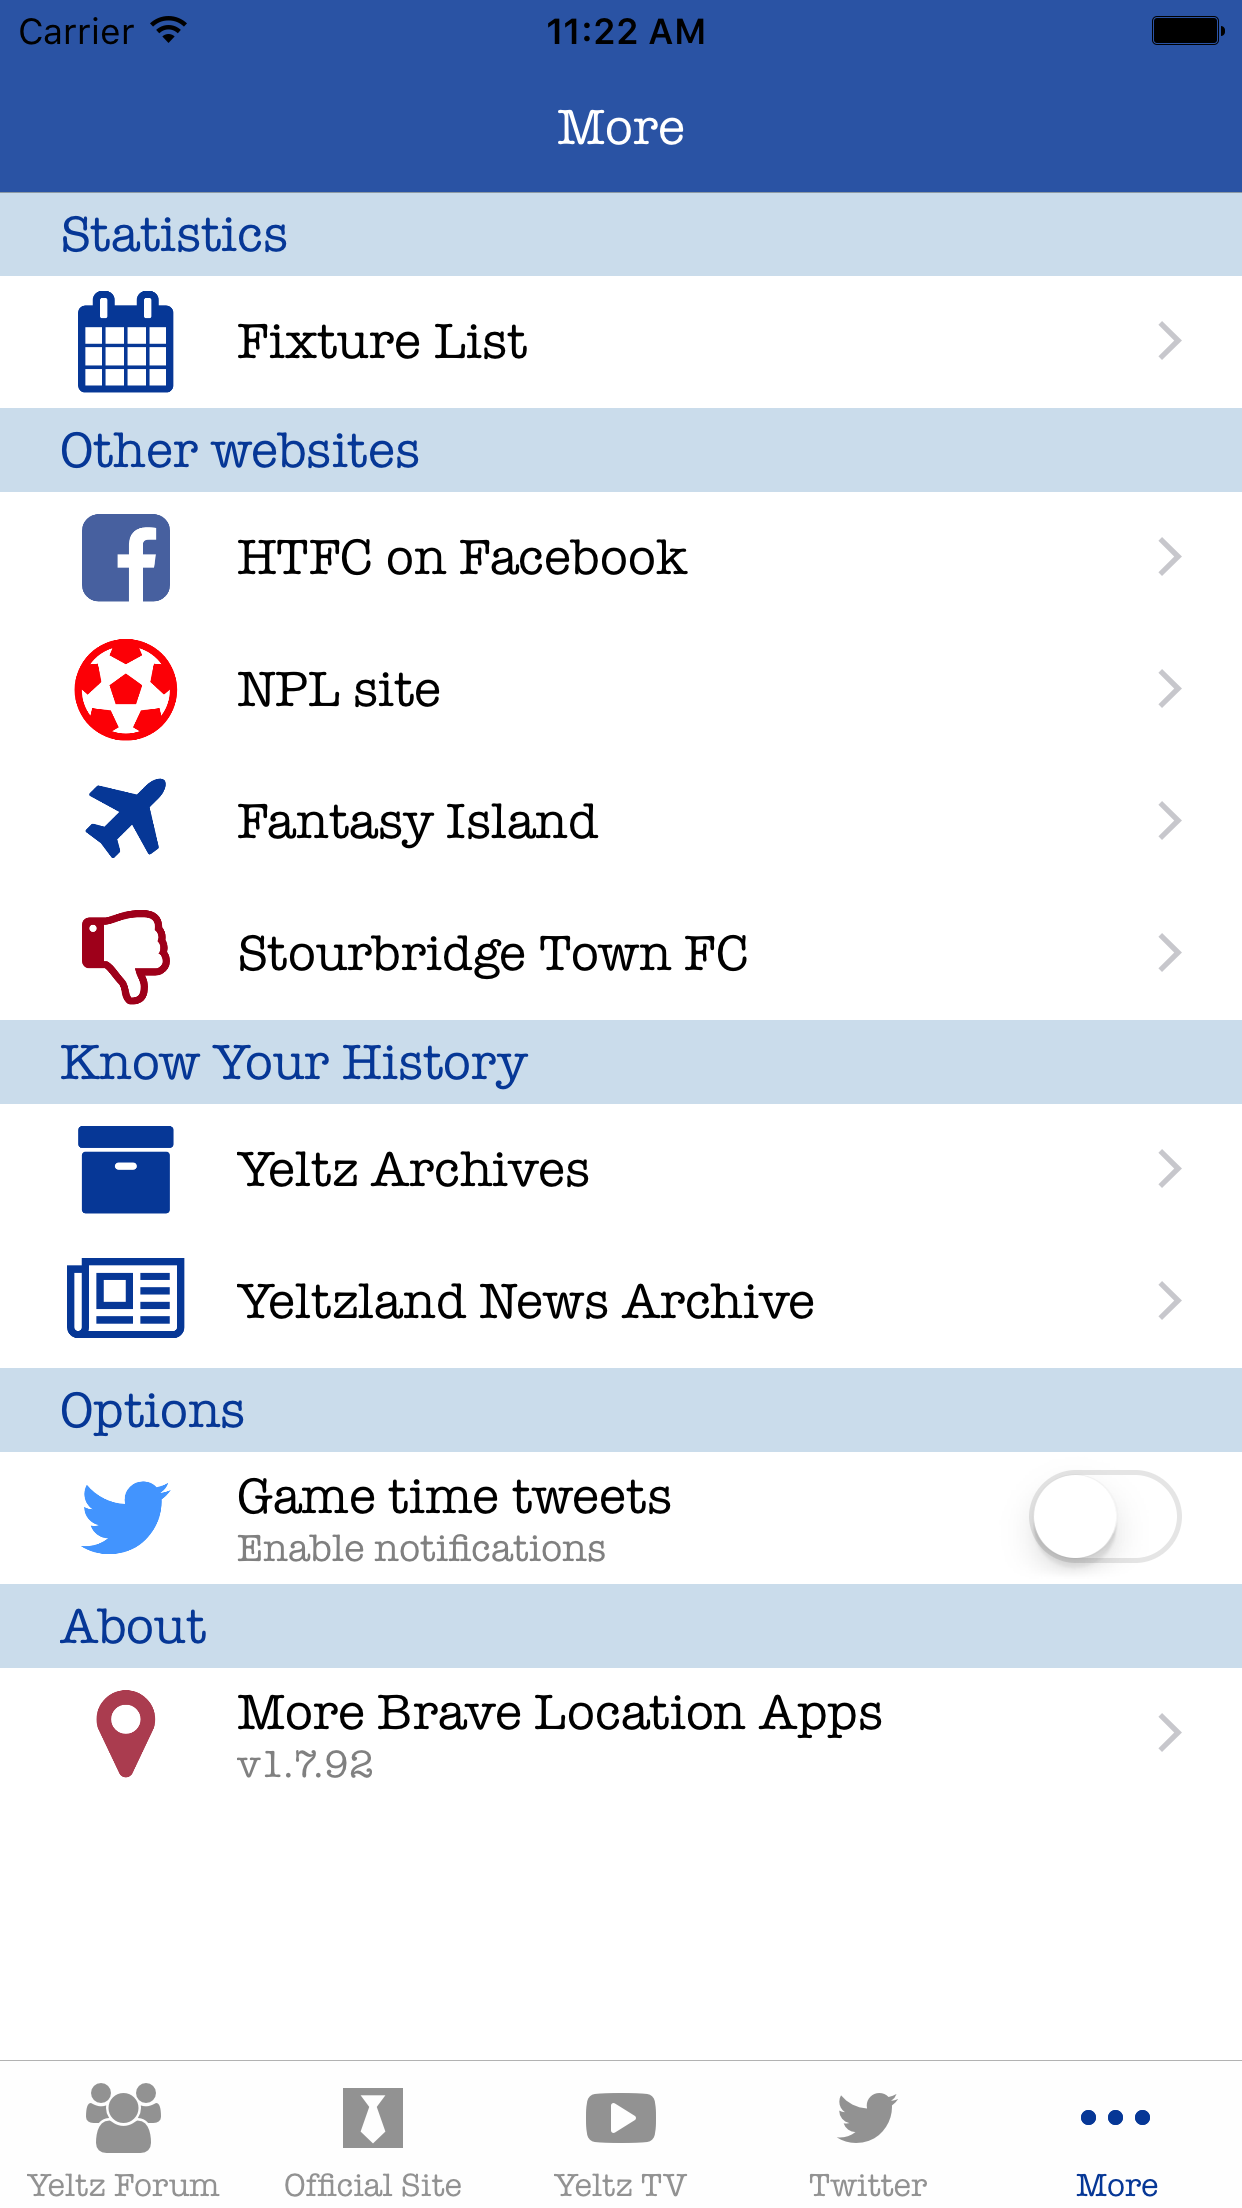 Carrier 11:22 AM
More
Statistics
Fixture List
Other websites
HTFC on Facebook
NPL site
Fantasy Island
Stourbridge Town FC
Know Your History
Yeltz Archives
Yeltzland News Archive
Options
Game time tweets
Enable notifications
About
More Brave Location Apps
v1.7.92
Yeltz Forum Official Site Yeltz TV Twitter More